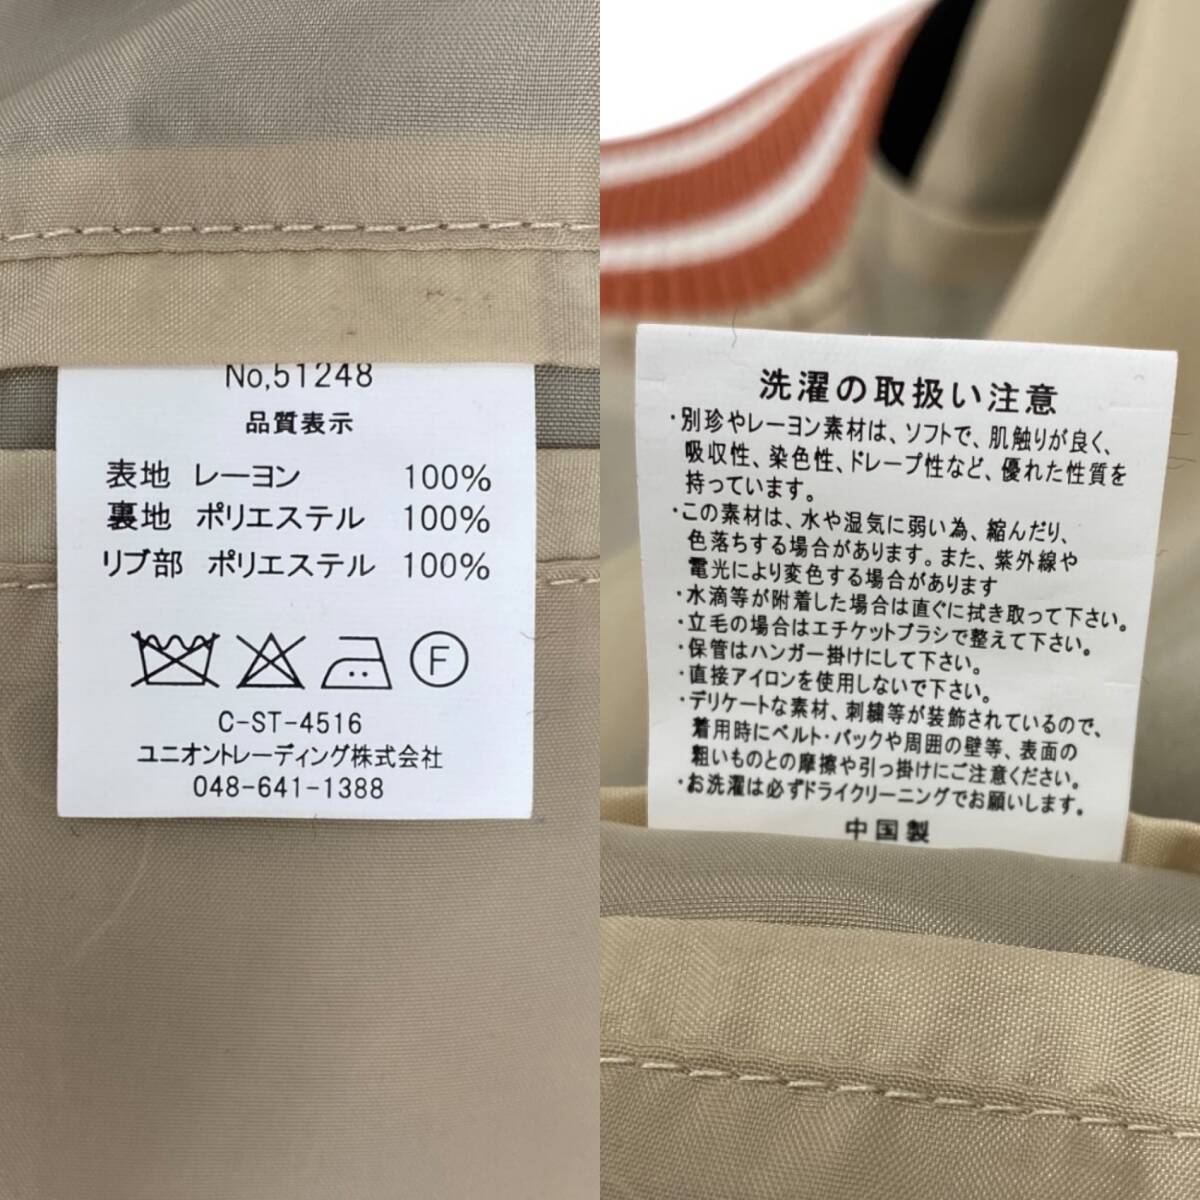 No,51248
品質表示
表地 レーヨン 100%
裏地 ポリエステル 100%
リブ部 ポリエステル 100%
F
C-ST-4516
ユニオントレーディング株式会社
048-641-1388
洗濯の取扱い注意
・別珍やレーヨン素材は、ソフトで、肌触りが良く、
吸収性、染色性、ドレープ性など、優れた性質を
持っています。
・この素材は、水や湿気に弱い為、縮んだり、
色落ちする場合があります。また、紫外線や
電光により変色する場合があります
・水滴等が附着した場合は直ぐに拭き取って下さい。
・立毛の場合はエチケットブラシで整えて下さい。
・保管はハンガー掛けにして下さい。
・直接アイロンを使用しないで下さい。
・デリケートな素材、刺繍等が装飾されているので、
着用時にベルト・バックや周囲の壁等、表面の
粗いものとの摩擦や引っ掛けにご注意ください。
・お洗濯は必ずドライクリーニングでお願いします。
中国製